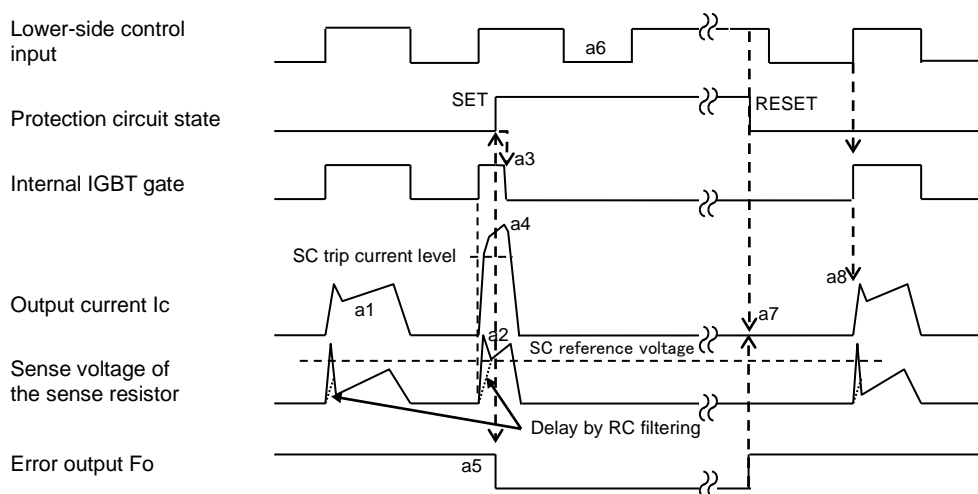 Lower-side control
input
a6
SET
RESET
Protection circuit state
a3
Internal IGBT gate
a4
SC trip current level
a8
Output current Ic
a1
a7
a2
SC reference voltage
Sense voltage of
the sense resistor
Delay by RC filtering
Error output Fo
a5